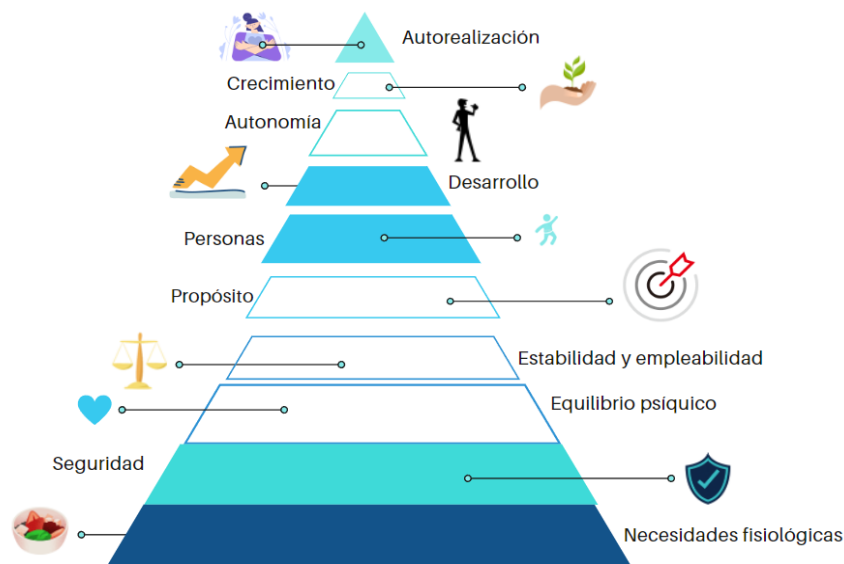 Autorealización
Crecimiento
Autonomía
Desarrollo
Personas
Propósito
Estabilidad y empleabilidad
Equilibrio psíquico
Seguridad
Necesidades fisiológicas